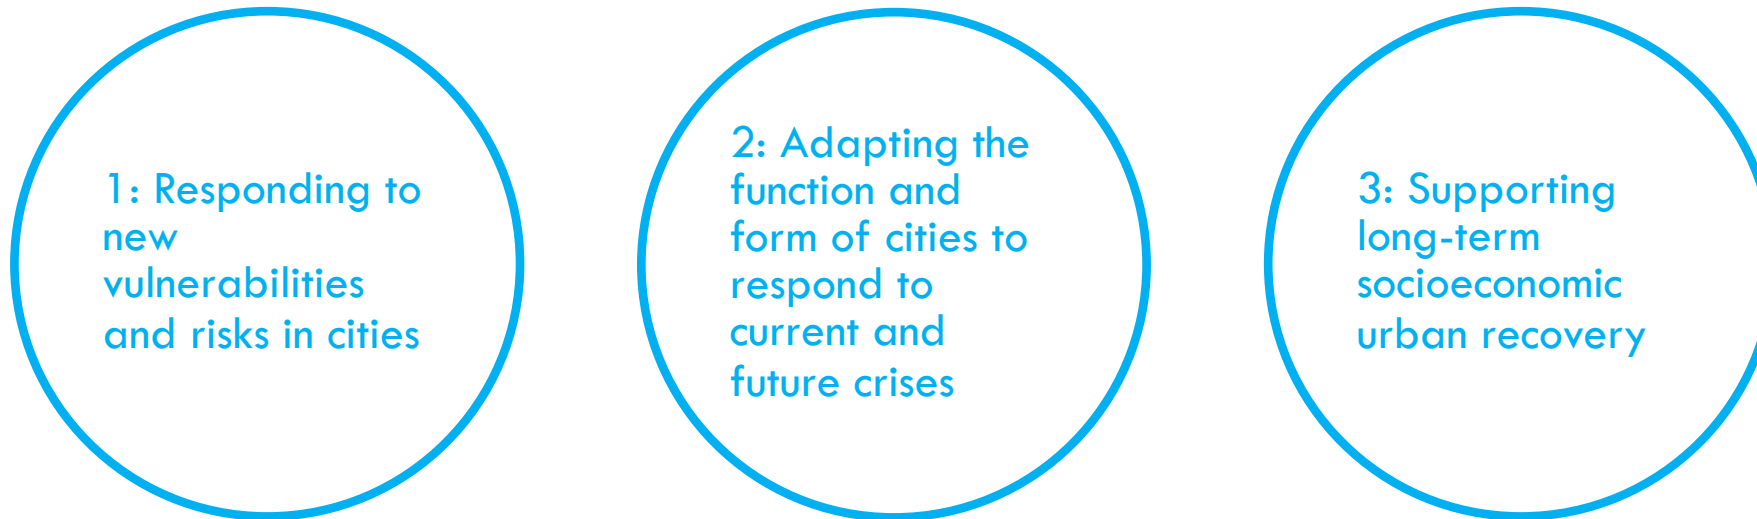 1: Responding to
new
vulnerabilities
and risks in cities
2: Adapting the
function and
form of cities to
respond to
current and
future crises
3: Supporting
long-term
socioeconomic
urban recovery